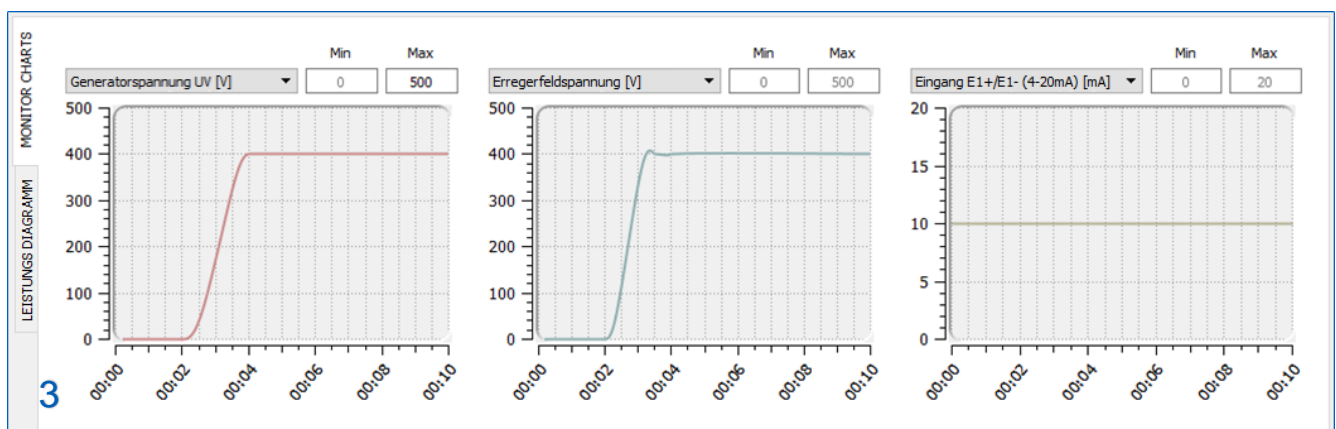 MONITOR CHARTS
LEISTUNGS DIAGRAMM
Min Max
Generatorspannung UV [V] 0 500
500
400
300
200
100
0
00:00 00:02 00:04 00:06 00:08 00:10
Min Max
Erregerfeldspannung [V] 0 500
500
400
300
200
100
0
00:00 00:02 00:04 00:06 00:08 00:10
Min Max
Eingang E1+/E1- (4-20mA) [mA] 0 20
20
15
10
5
0
00:00 00:02 00:04 00:06 00:08 00:10
3